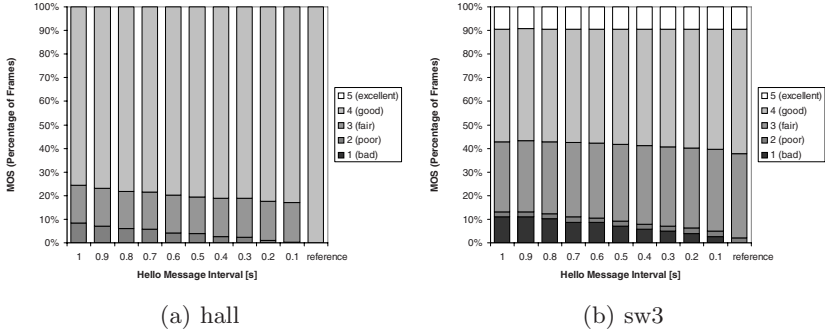 100%
90%
80%
70%
60%
50%
40%
30%
20%
10%
0%
MOS (Percentage of Frames)
1 0.9 0.8 0.7 0.6 0.5 0.4 0.3 0.2 0.1 reference
Hello Message Interval [s]
5 (excellent)
4 (good)
3 (fair)
2 (poor)
1 (bad)
(a) hall
100%
90%
80%
70%
60%
50%
40%
30%
20%
10%
0%
MOS (Percentage of Frames)
1 0.9 0.8 0.7 0.6 0.5 0.4 0.3 0.2 0.1 reference
Hello Message Interval [s]
5 (excellent)
4 (good)
3 (fair)
2 (poor)
1 (bad)
(b) sw3